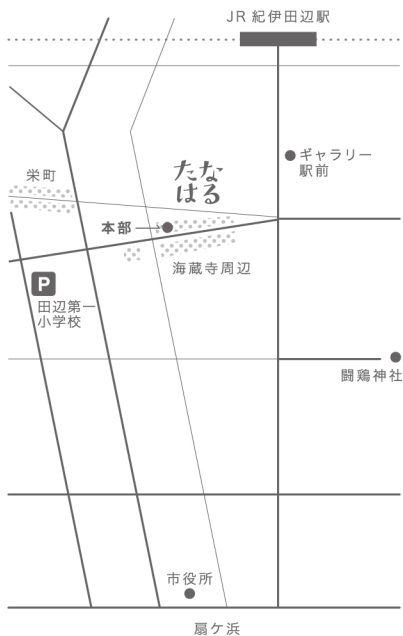 JR 紀伊田辺駅
ギャラリー
駅前
栄町
たな
はる
本部
海蔵寺周辺
P
田辺第一
小学校
闘鶏神社
市役所
扇ケ浜